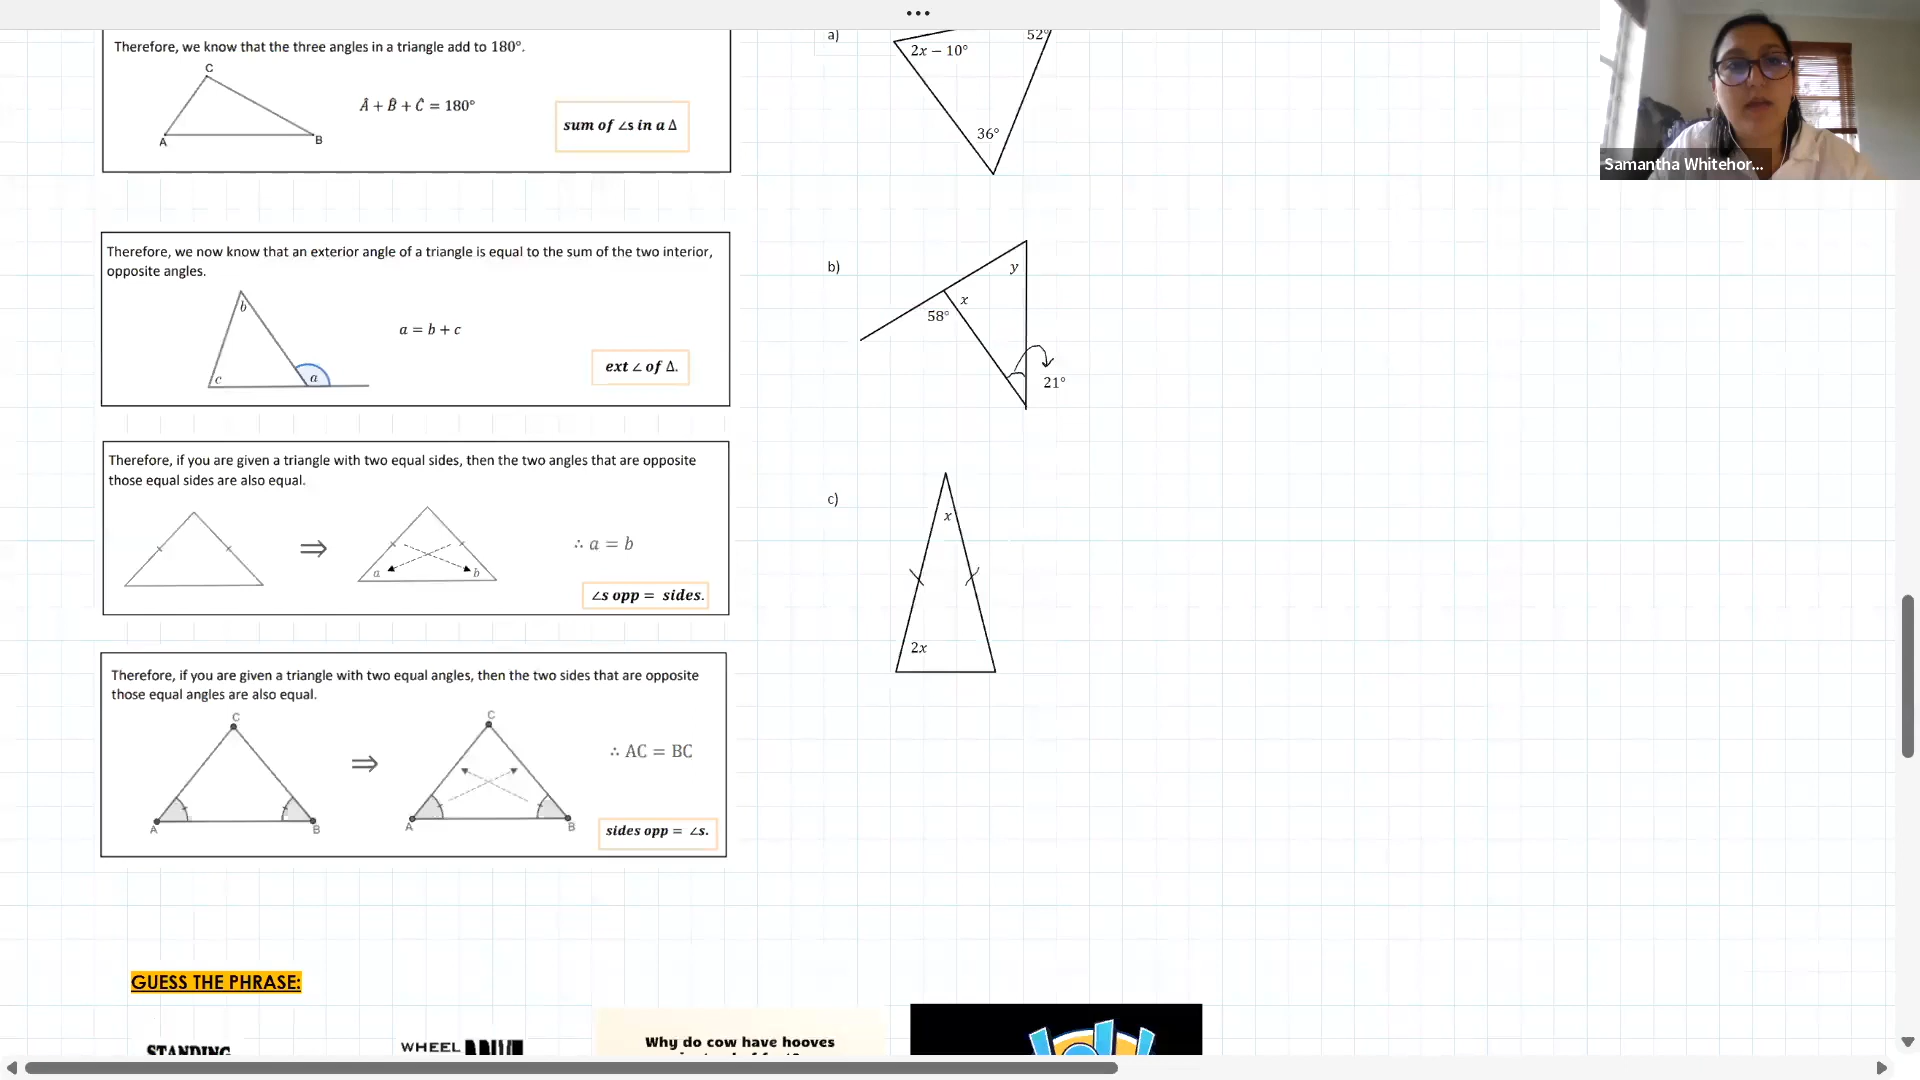 Therefore, we know that the three angles in a triangle add to 180°.
C
A
B
Â + B̂ + Ĉ = 180°
sum of ∠s in a Δ
Therefore, we now know that an exterior angle of a triangle is equal to the sum of the two interior,
opposite angles.
b
c
a
a = b + c
ext ∠ of Δ.
Therefore, if you are given a triangle with two equal sides, then the two angles that are opposite
those equal sides are also equal.
⇒
a
b
∴ a = b
∠s opp = sides.
Therefore, if you are given a triangle with two equal angles, then the two sides that are opposite
those equal angles are also equal.
C
A
B
⇒
C
A
B
∴ AC = BC
sides opp = ∠s.
a)
2x − 10°
52°
36°
b)
y
x
58°
21°
c)
x
2x
Samantha Whitehor...
GUESS THE PHRASE:
STANDING
WHEEL
Why do cow have hooves